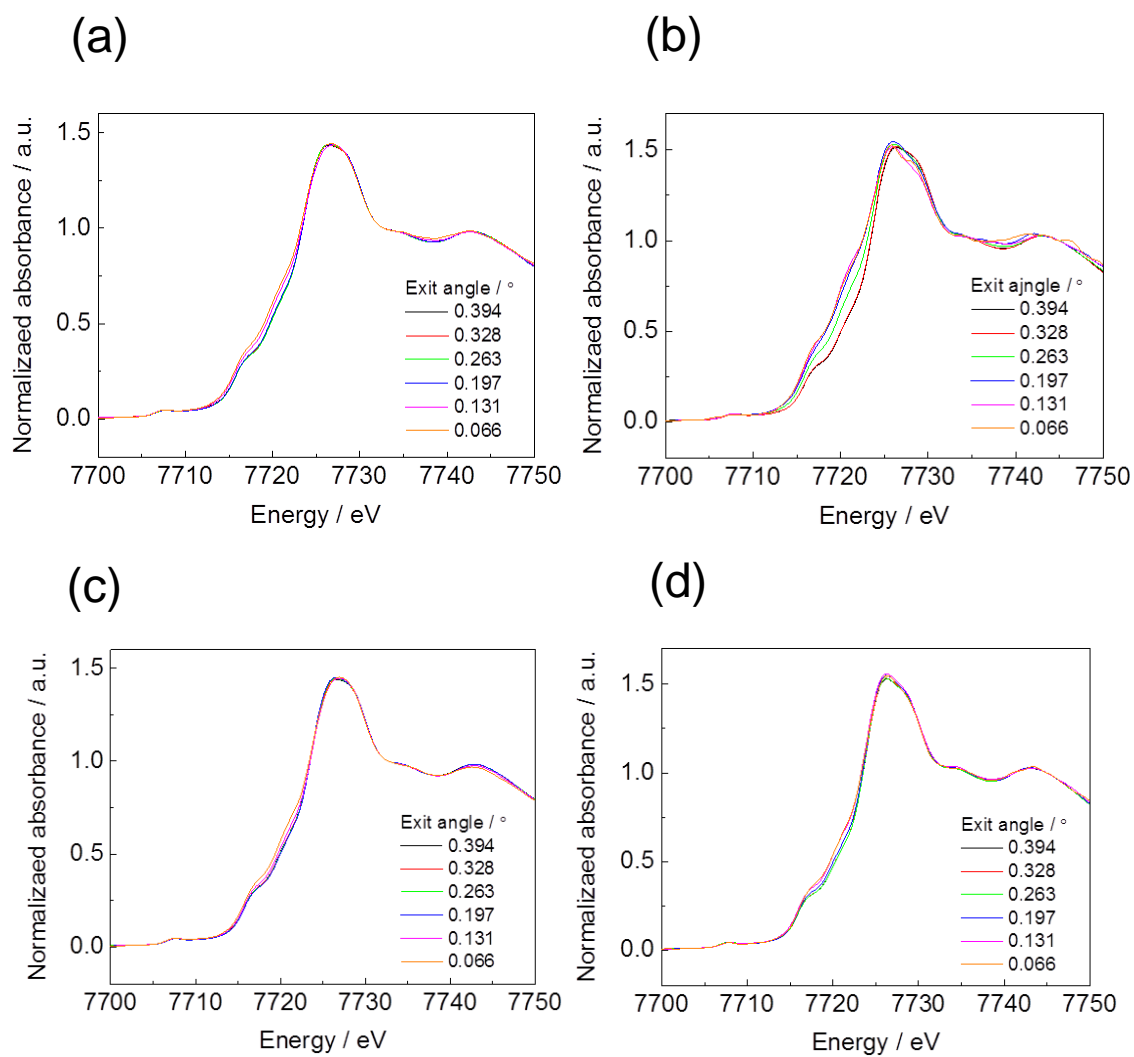 (a)
Normalizaed absorbance / a.u.
1.5
1.0
0.5
0.0
Exit angle / °
0.394
0.328
0.263
0.197
0.131
0.066
7700 7710 7720 7730 7740 7750
Energy / eV
(b)
Normalizaed absorbance / a.u.
1.5
1.0
0.5
0.0
Exit ajngle / °
0.394
0.328
0.263
0.197
0.131
0.066
7700 7710 7720 7730 7740 7750
Energy / eV
(c)
Normalizaed absorbance / a.u.
1.5
1.0
0.5
0.0
Exit angle / °
0.394
0.328
0.263
0.197
0.131
0.066
7700 7710 7720 7730 7740 7750
Energy / eV
(d)
Normalizaed absorbance / a.u.
1.5
1.0
0.5
0.0
Exit angle / °
0.394
0.328
0.263
0.197
0.131
0.066
7700 7710 7720 7730 7740 7750
Energy / eV